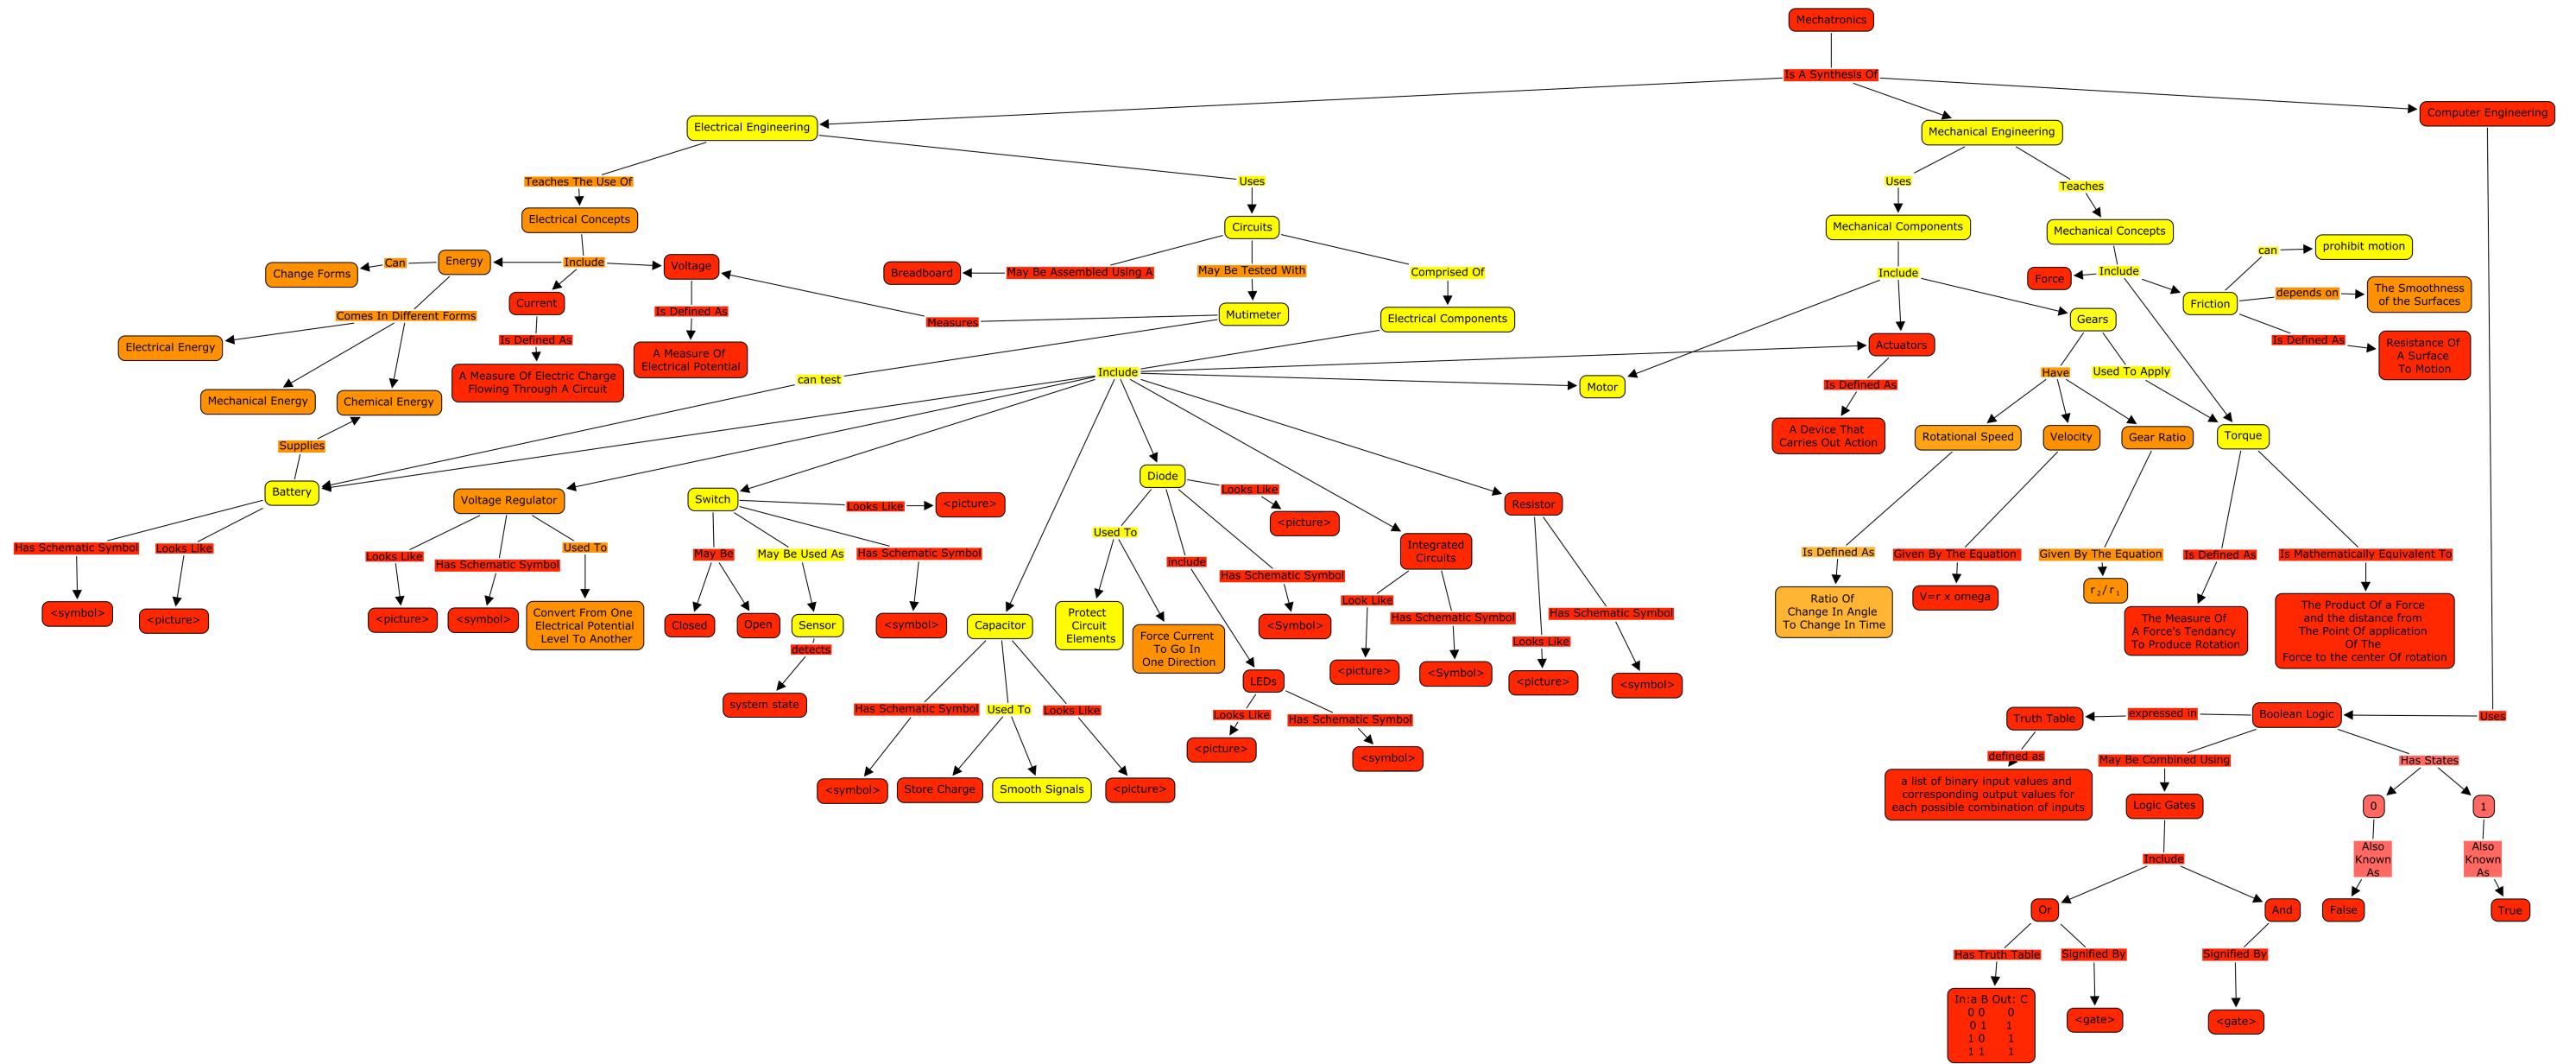 Mechatronics
Is A Synthesis Of
Electrical Engineering
Mechanical Engineering
Computer Engineering
Teaches The Use Of
Uses
Uses
Teaches
Electrical Concepts
Circuits
Mechanical Components
Mechanical Concepts
can
prohibit motion
Change Forms
Can
Energy
Include
Voltage
Breadboard
May Be Assembled Using A
May Be Tested With
Comprised Of
Include
Force
Include
Friction
depends on
The Smoothness
of the Surfaces
Current
Comes In Different Forms
Is Defined As
Measures
Mutimeter
Electrical Components
Gears
Is Defined As
Resistance Of
A Surface
To Motion
Electrical Energy
Is Defined As
A Measure Of
Electrical Potential
Actuators
Mechanical Energy
Chemical Energy
A Measure Of Electric Charge
Flowing Through A Circuit
can test
Include
Motor
Is Defined As
Have
Used To Apply
A Device That
Carries Out Action
Rotational Speed
Velocity
Gear Ratio
Torque
Supplies
Battery
Voltage Regulator
Switch
Looks Like
<picture>
Diode
Looks Like
<picture>
Resistor
Has Schematic Symbol
Looks Like
Looks Like
Has Schematic Symbol
Used To
May Be
May Be Used As
Has Schematic Symbol
Used To
Include
Has Schematic Symbol
Integrated
Circuits
Is Defined As
Given By The Equation
Given By The Equation
Is Defined As
Is Mathematically Equivalent To
<symbol>
<picture>
<picture>
<symbol>
Convert From One
Electrical Potential
Level To Another
Closed
Open
Sensor
<symbol>
Capacitor
Protect
Circuit
Elements
Force Current
To Go In
One Direction
<Symbol>
Look Like
Has Schematic Symbol
Looks Like
Has Schematic Symbol
Ratio Of
Change In Angle
To Change In Time
V=r x omega
r₂/r₁
The Measure Of
A Force's Tendancy
To Produce Rotation
The Product Of a Force
and the distance from
The Point Of application
Of The
Force to the center Of rotation
detects
system state
LEDs
<picture>
<Symbol>
<picture>
<symbol>
Has Schematic Symbol
Used To
Looks Like
Looks Like
Has Schematic Symbol
<picture>
<symbol>
<symbol>
Store Charge
Smooth Signals
<picture>
Truth Table
expressed in
Boolean Logic
Uses
defined as
May Be Combined Using
Has States
a list of binary input values and
corresponding output values for
each possible combination of inputs
Logic Gates
0
1
Include
Also
Known
As
Also
Known
As
Or
And
False
True
Has Truth Table
Signified By
Signified By
In:a B Out: C
0 0 0
0 1 1
1 0 1
1 1 1
<gate>
<gate>